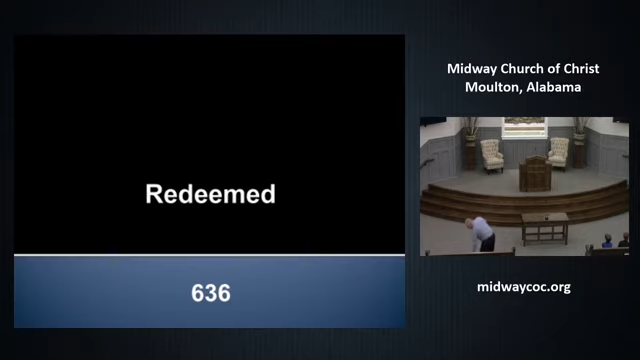 Redeemed
636
Midway Church of Christ
Moulton, Alabama
midwaycoc.org